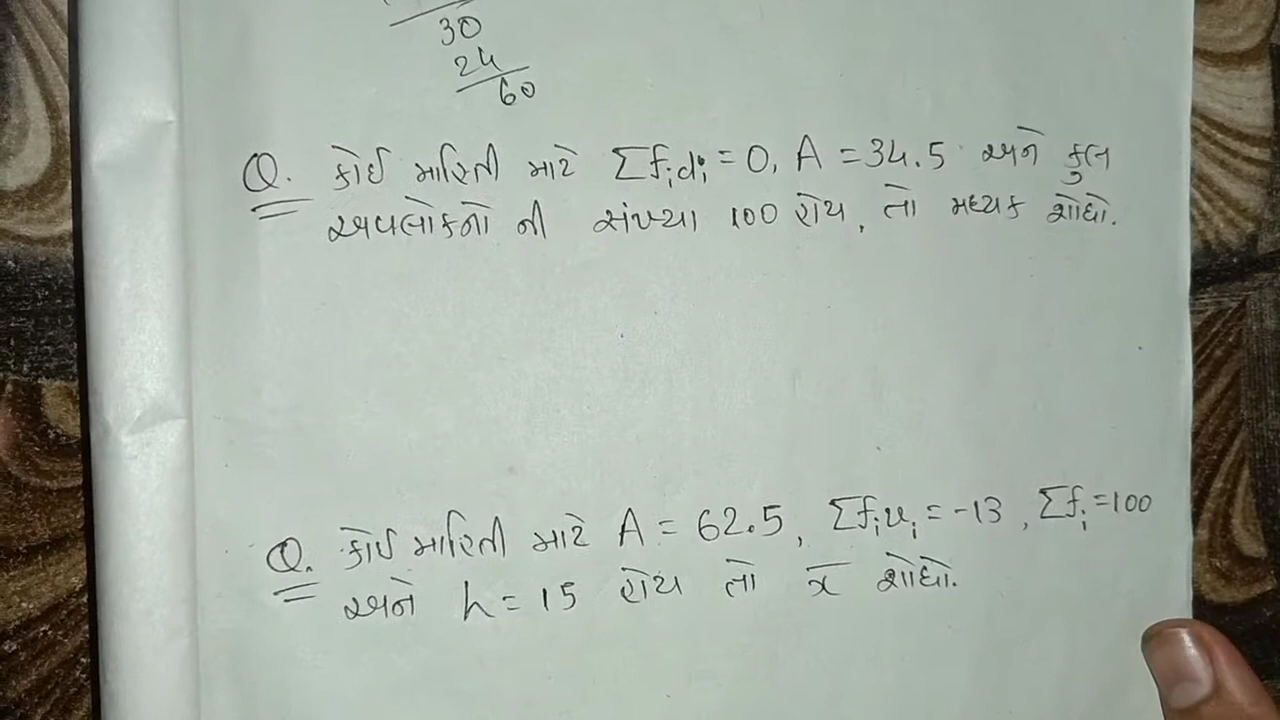 30
24
60
Q. કોઈ માહિતી માટે Σfidi = 0, A = 34.5 અને કુલ
અવલોકનો ની સંખ્યા 100 હોય, તો મધ્યક શોધો.
Q. કોઈ માહિતી માટે A = 62.5, Σfiui = -13, Σfi = 100
અને h = 15 હોય તો x̅ શોધો.